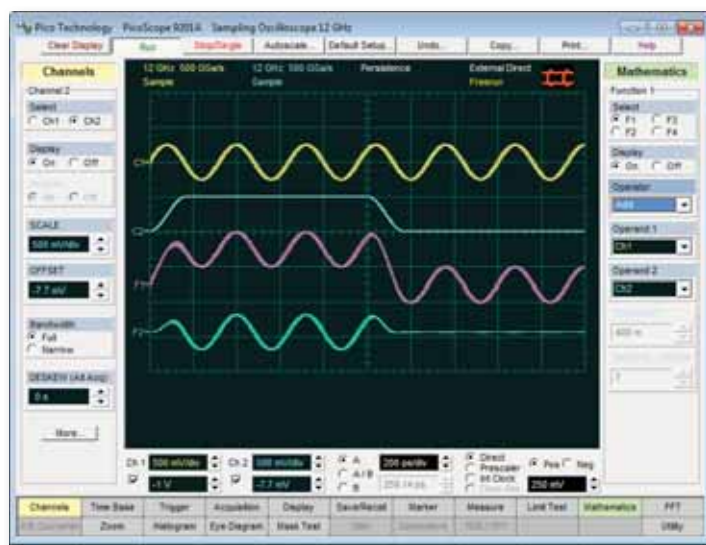 Pico Technology PicoScope 9201A Sampling Oscilloscope 12 GHz
Clear Display Run Stop/Single Autoscale... Default Setup... Undo... Copy... Print... Help
Channels
Channel 2
Select
Ch1 Ch2
Display
On Off
SCALE
500 mV/div
OFFSET
-7.7 mV
Bandwidth
Full
Narrow
DESKEW (All Acq)
0 s
More...
12 GHz 500 GSa/s
Sample
12 GHz 500 GSa/s
Sample
Persistence
External Direct
Freerun
C1
C2
F1
F2
Mathematics
Function 1
Select
F1 F3
F2 F4
Display
On Off
Operator
Add
Operand 1
Ch1
Operand 2
Ch2
Ch 1 500 mV/div Ch 2 500 mV/div A 200 ps/div Direct Pos Neg
A/B Prescaler
-1 V -7.7 mV B Int Clock 250 mV
Channels Time Base Trigger Acquisition Display Save/Recall Marker Measure Limit Test Mathematics FFT
Zoom Histogram Eye Diagram Mask Test Utility